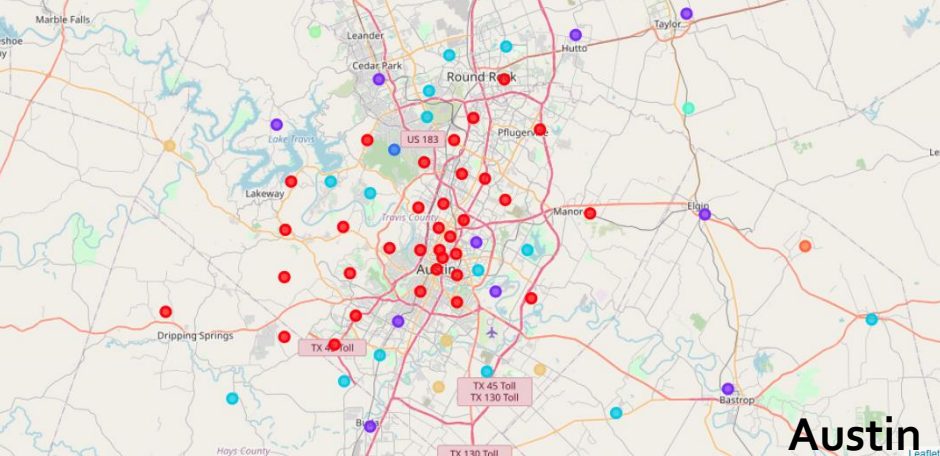 Marble Falls
Taylor
Leander
Hutto
Cedar Park
Round Rock
US 183
Pflugerville
Lake Travis
Lakeway
Travis County
Manor
Elgin
Austin
Dripping Springs
TX 45 Toll
TX 45 Toll
TX 130 Toll
Bastrop
Austin
Hays County
TX 130 Toll
Leaflet